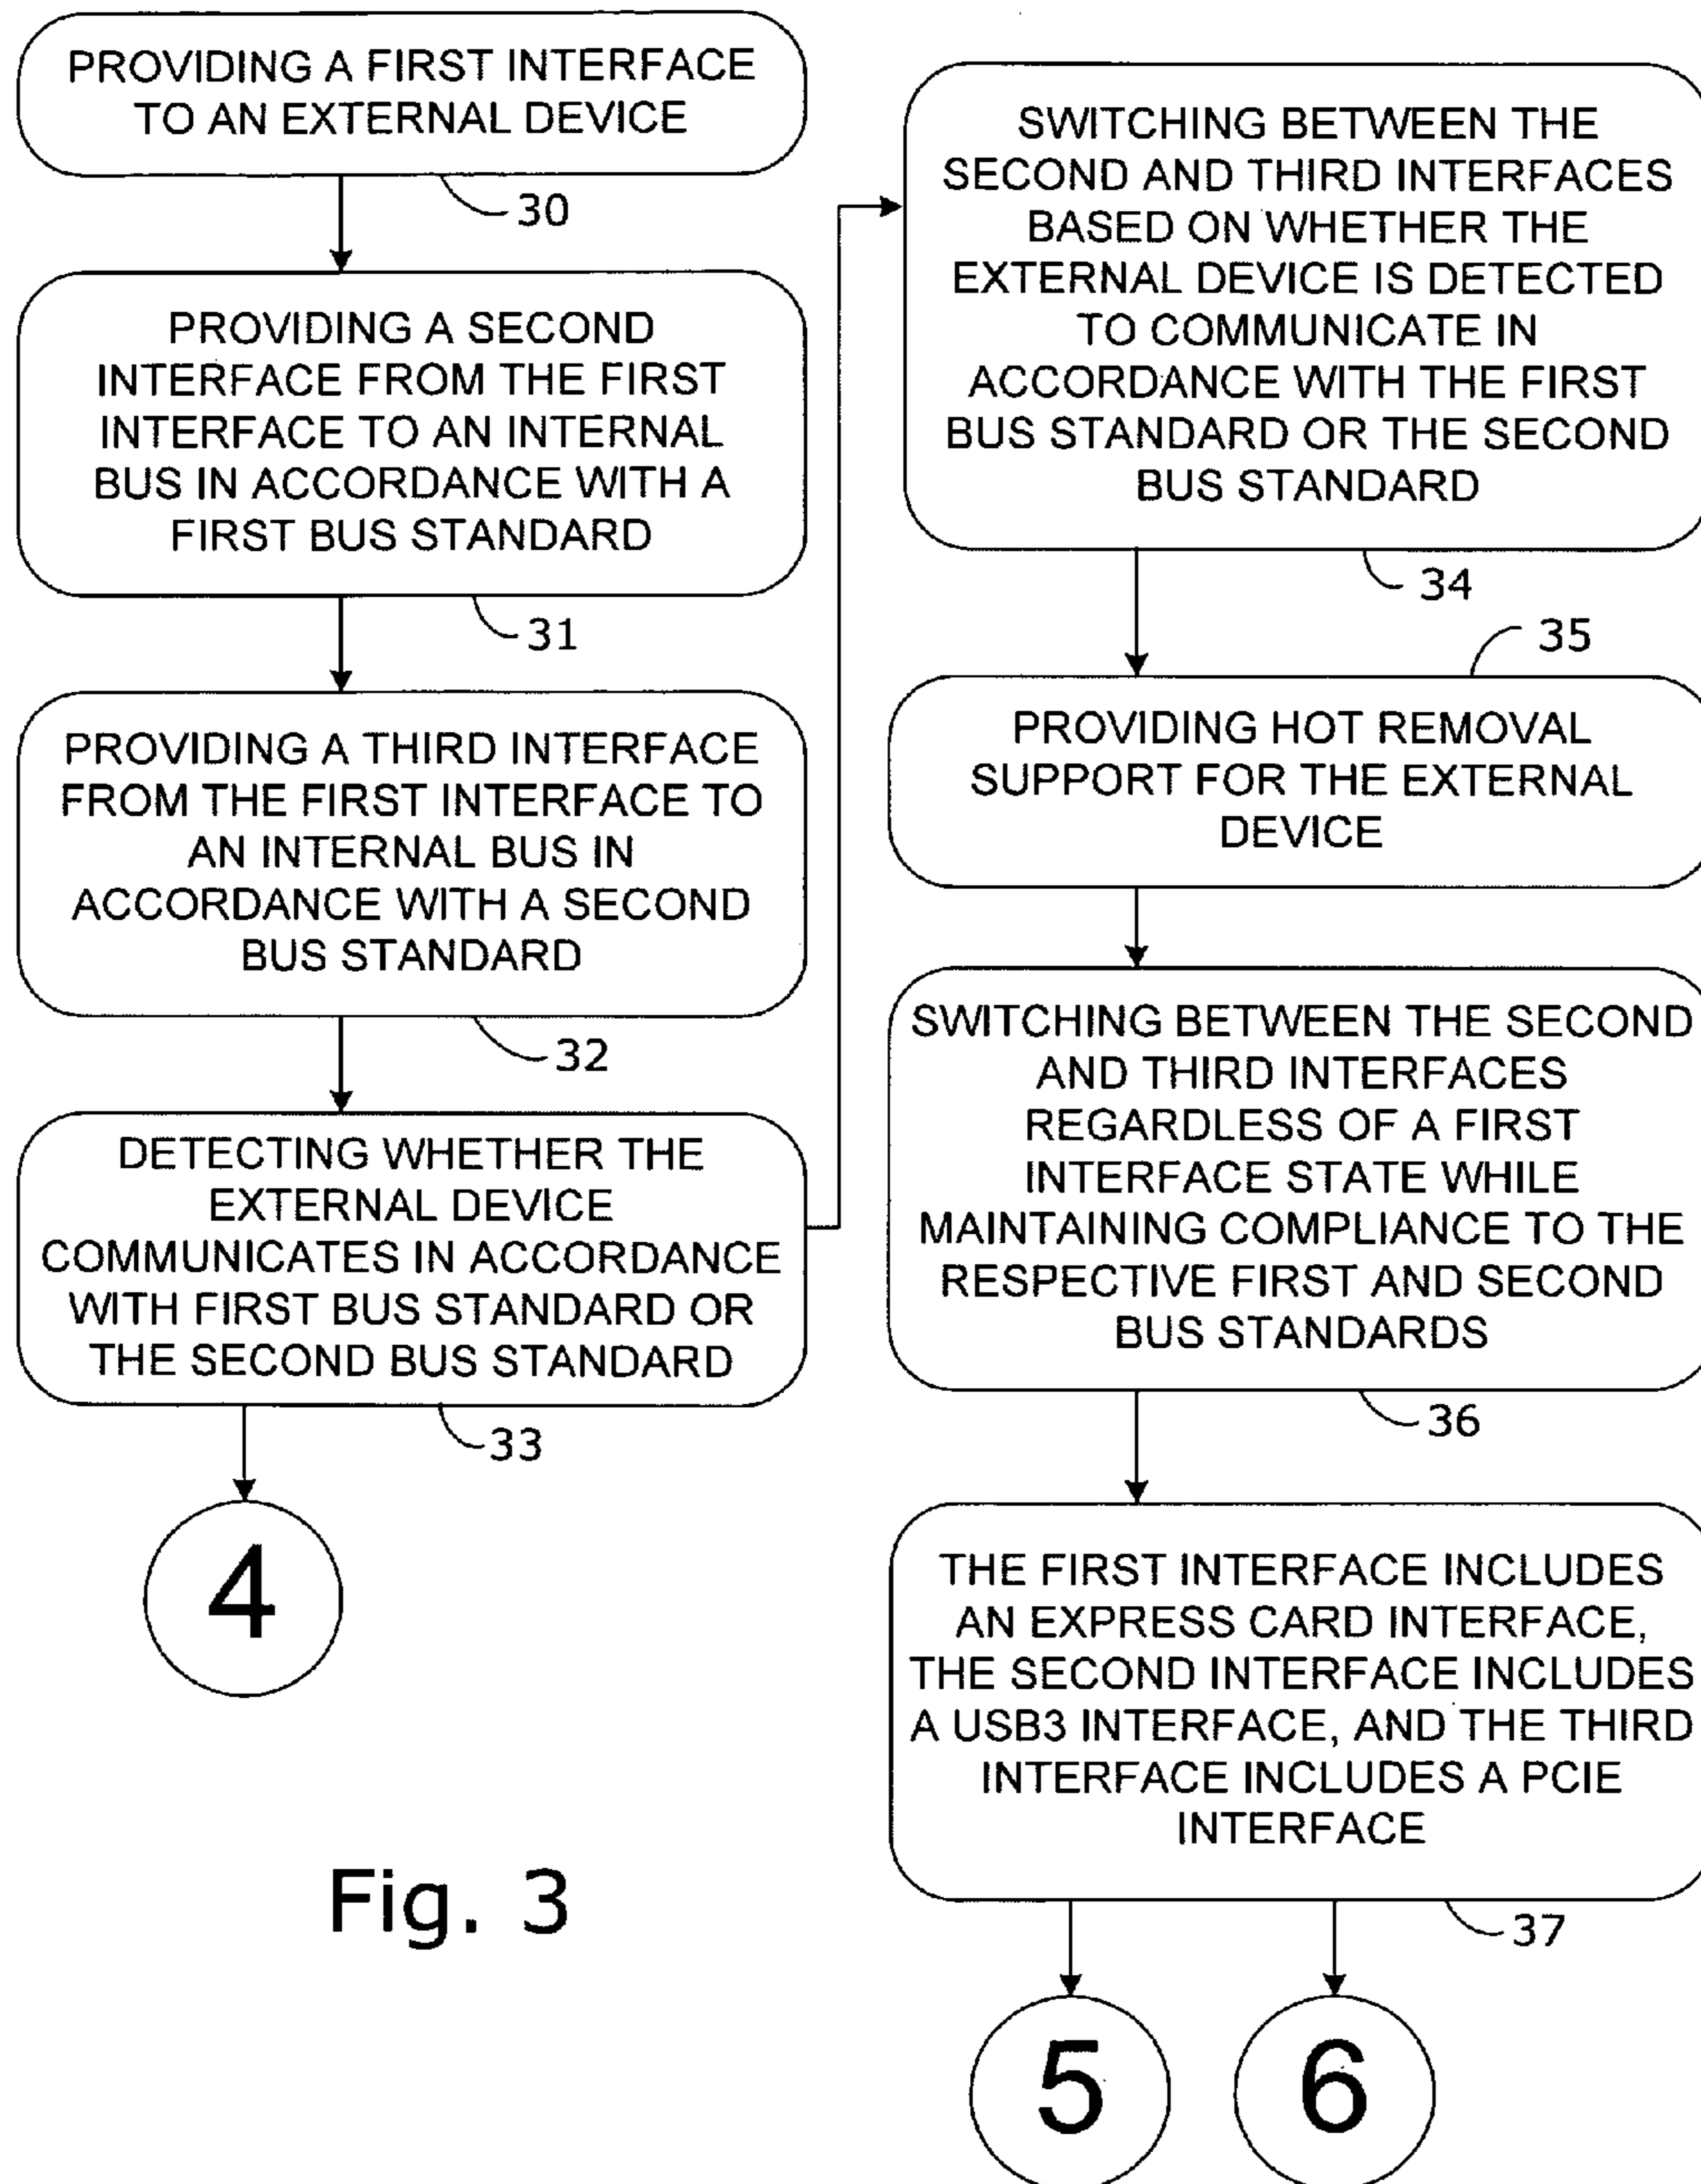 PROVIDING A FIRST INTERFACE
TO AN EXTERNAL DEVICE
30
PROVIDING A SECOND
INTERFACE FROM THE FIRST
INTERFACE TO AN INTERNAL
BUS IN ACCORDANCE WITH A
FIRST BUS STANDARD
31
PROVIDING A THIRD INTERFACE
FROM THE FIRST INTERFACE TO
AN INTERNAL BUS IN
ACCORDANCE WITH A SECOND
BUS STANDARD
32
DETECTING WHETHER THE
EXTERNAL DEVICE
COMMUNICATES IN ACCORDANCE
WITH FIRST BUS STANDARD OR
THE SECOND BUS STANDARD
33
4
SWITCHING BETWEEN THE
SECOND AND THIRD INTERFACES
BASED ON WHETHER THE
EXTERNAL DEVICE IS DETECTED
TO COMMUNICATE IN
ACCORDANCE WITH THE FIRST
BUS STANDARD OR THE SECOND
BUS STANDARD
34
35
PROVIDING HOT REMOVAL
SUPPORT FOR THE EXTERNAL
DEVICE
SWITCHING BETWEEN THE SECOND
AND THIRD INTERFACES
REGARDLESS OF A FIRST
INTERFACE STATE WHILE
MAINTAINING COMPLIANCE TO THE
RESPECTIVE FIRST AND SECOND
BUS STANDARDS
36
THE FIRST INTERFACE INCLUDES
AN EXPRESS CARD INTERFACE,
THE SECOND INTERFACE INCLUDES
A USB3 INTERFACE, AND THE THIRD
INTERFACE INCLUDES A PCIE
INTERFACE
37
5
6
Fig. 3